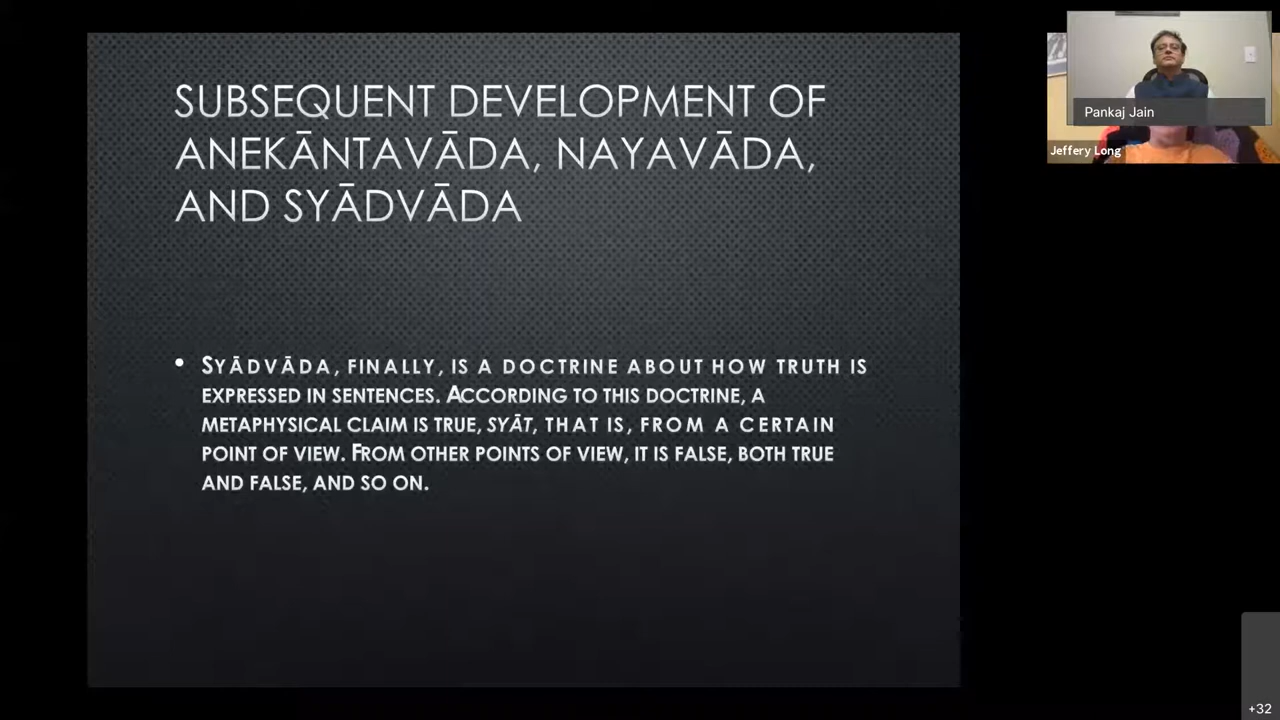 SUBSEQUENT DEVELOPMENT OF
ANEKĀNTAVĀDA, NAYAVĀDA,
AND SYĀDVĀDA
• SYĀDVĀDA, FINALLY, IS A DOCTRINE ABOUT HOW TRUTH IS
EXPRESSED IN SENTENCES. ACCORDING TO THIS DOCTRINE, A
METAPHYSICAL CLAIM IS TRUE, SYĀT, THAT IS, FROM A CERTAIN
POINT OF VIEW. FROM OTHER POINTS OF VIEW, IT IS FALSE, BOTH TRUE
AND FALSE, AND SO ON.
Pankaj Jain
Jeffery Long
+32